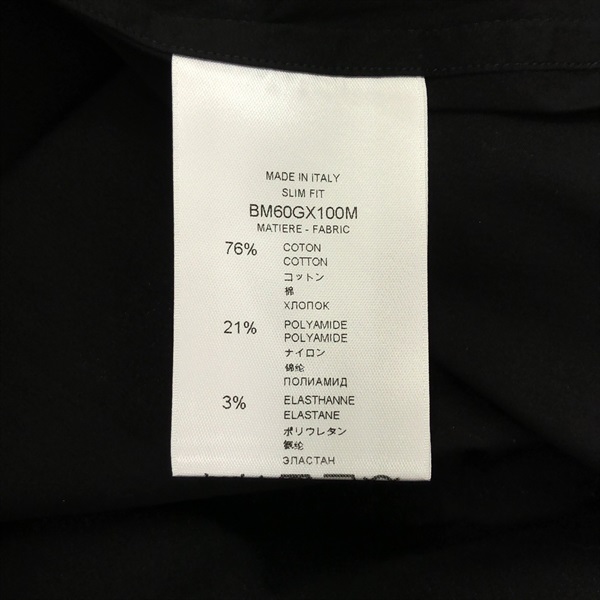 MADE IN ITALY
SLIM FIT
BM60GX100M
MATIERE - FABRIC
76% COTON
COTTON
コットン
棉
ХЛОПОК
21% POLYAMIDE
POLYAMIDE
ナイロン
锦纶
ПОЛИАМИД
3% ELASTHANNE
ELASTANE
ポリウレタン
氨纶
ЭЛАСТАН